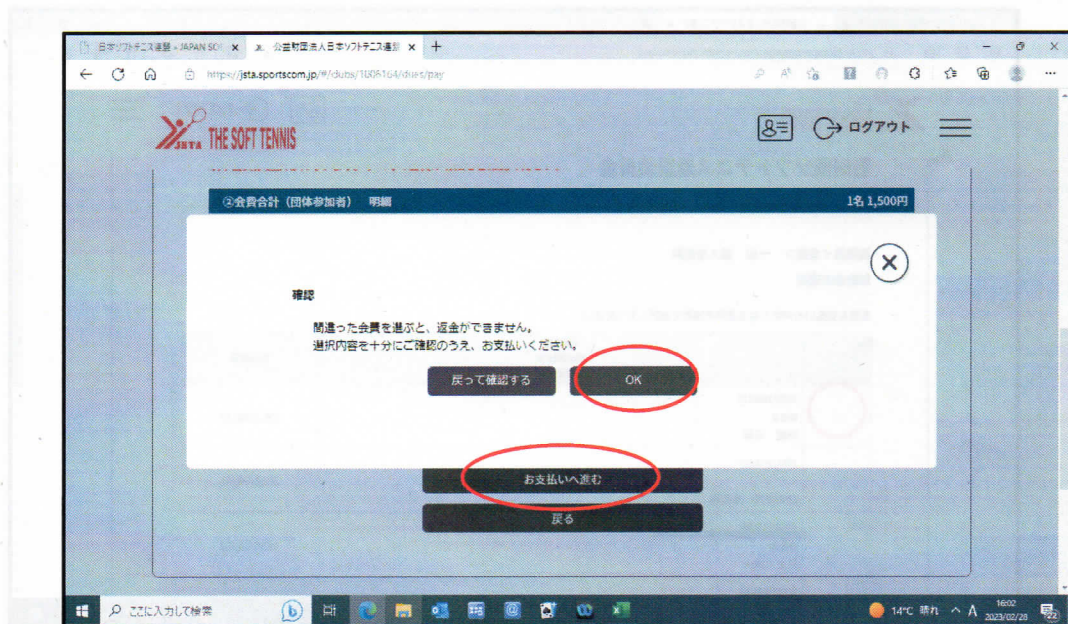 日本ソフトテニス連盟 - JAPAN SO
公益財団法人日本ソフトテニス連盟
https://jsta.sportscom.jp/#/clubs/1006164/dues/pay
JSTA THE SOFT TENNIS
ログアウト
②会費合計（団体参加者） 明細 1名 1,500円
確認
間違った会費を選ぶと、返金ができません。
選択内容を十分にご確認のうえ、お支払いください。
戻って確認する OK
お支払いへ進む
戻る
ここに入力して検索
14°C 晴れ A 16:02
2023/02/28
22